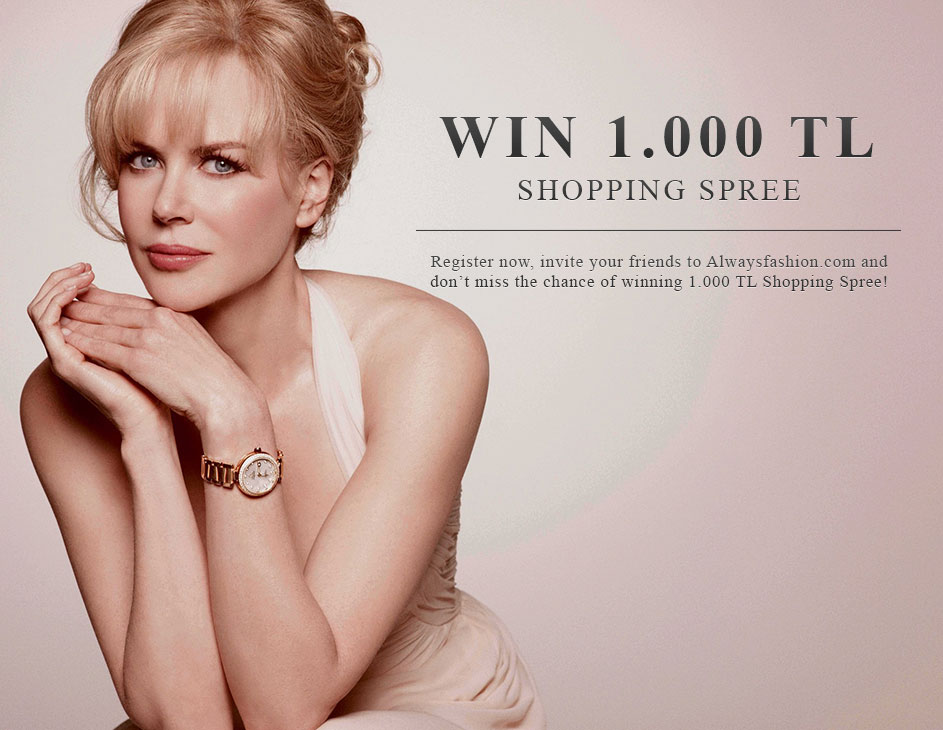 WIN 1.000 TL
SHOPPING SPREE
Register now, invite your friends to Alwaysfashion.com and
don't miss the chance of winning 1.000 TL Shopping Spree!